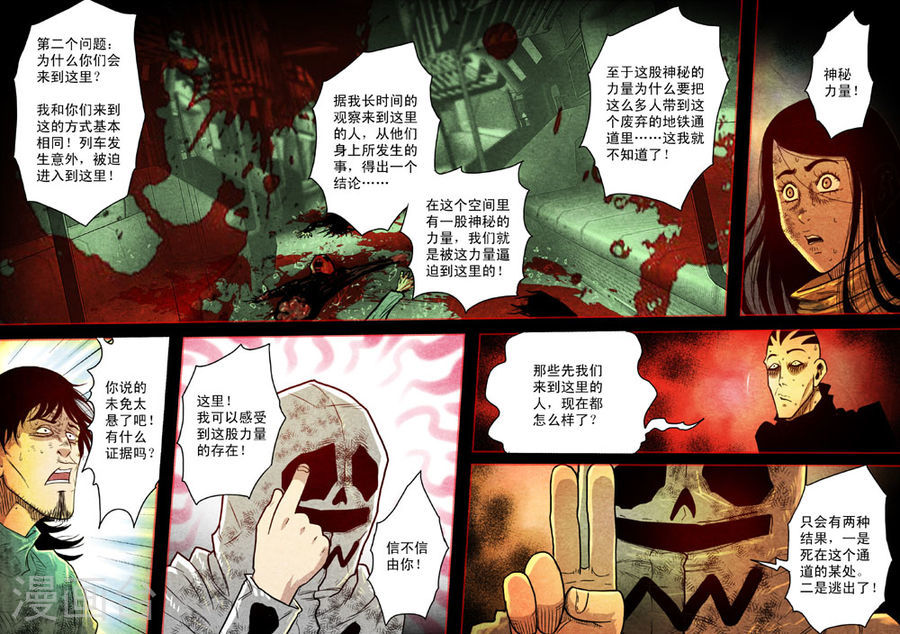 第二个问题：
为什么你们会
来到这里？
我和你们来到
这的方式基本
相同！列车发
生意外，被迫
进入到这里！
据我长时间的
观察来到这里
的人，从他们
身上所发生的
事，得出一个
结论……
在这个空间里
有一股神秘的
力量，我们就
是被这力量逼
迫到这里的！
至于这股神秘的
力量为什么要把
这么多人带到这
个废弃的地铁通
道里……这我就
不知道了！
神秘
力量！
你说的
未免太
悬了吧！
有什么
证据吗？
这里！
我可以感受
到这股力量
的存在！
信不信
由你！
那些先我们
来到这里的
人，现在都
怎么样了？
只会有两种
结果，一是
死在这个通
道的某处。
二是逃出了！